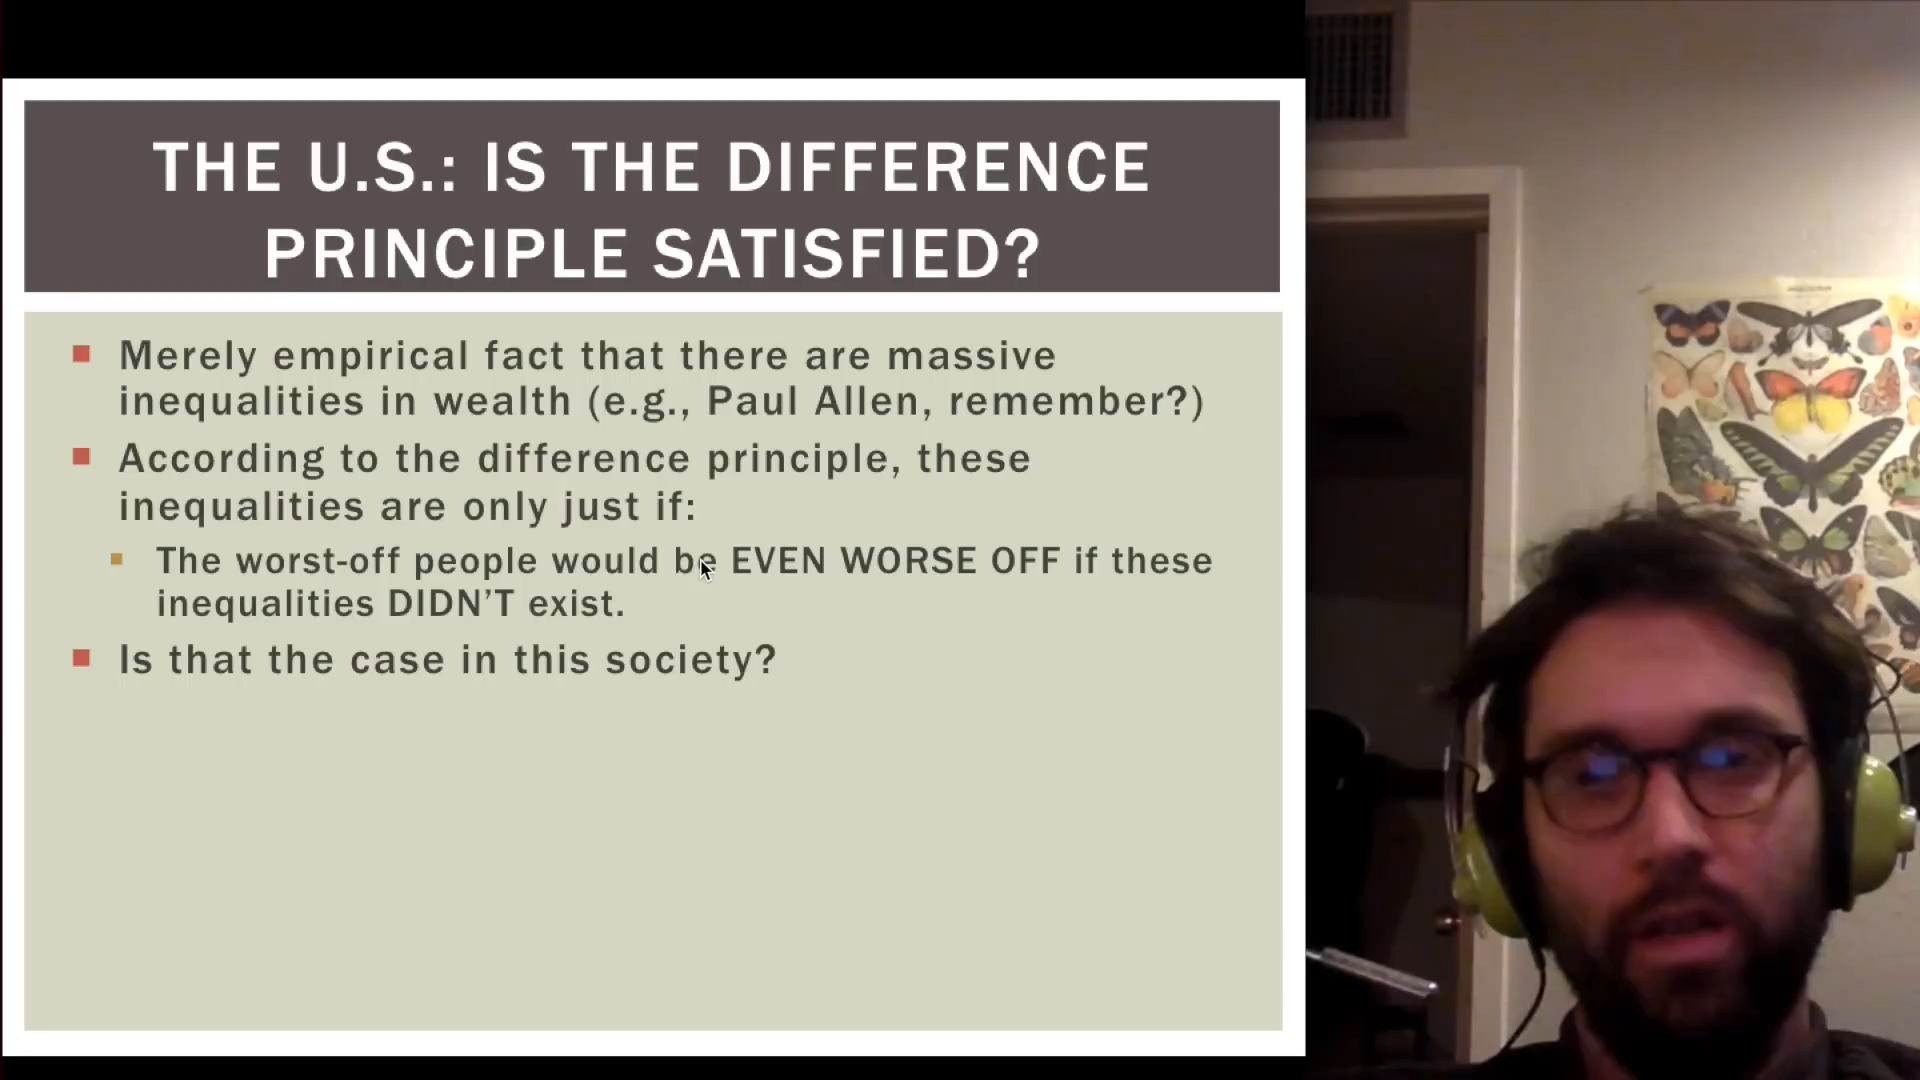 THE U.S.: IS THE DIFFERENCE
PRINCIPLE SATISFIED?
Merely empirical fact that there are massive
inequalities in wealth (e.g., Paul Allen, remember?)
According to the difference principle, these
inequalities are only just if:
The worst-off people would be EVEN WORSE OFF if these
inequalities DIDN'T exist.
Is that the case in this society?